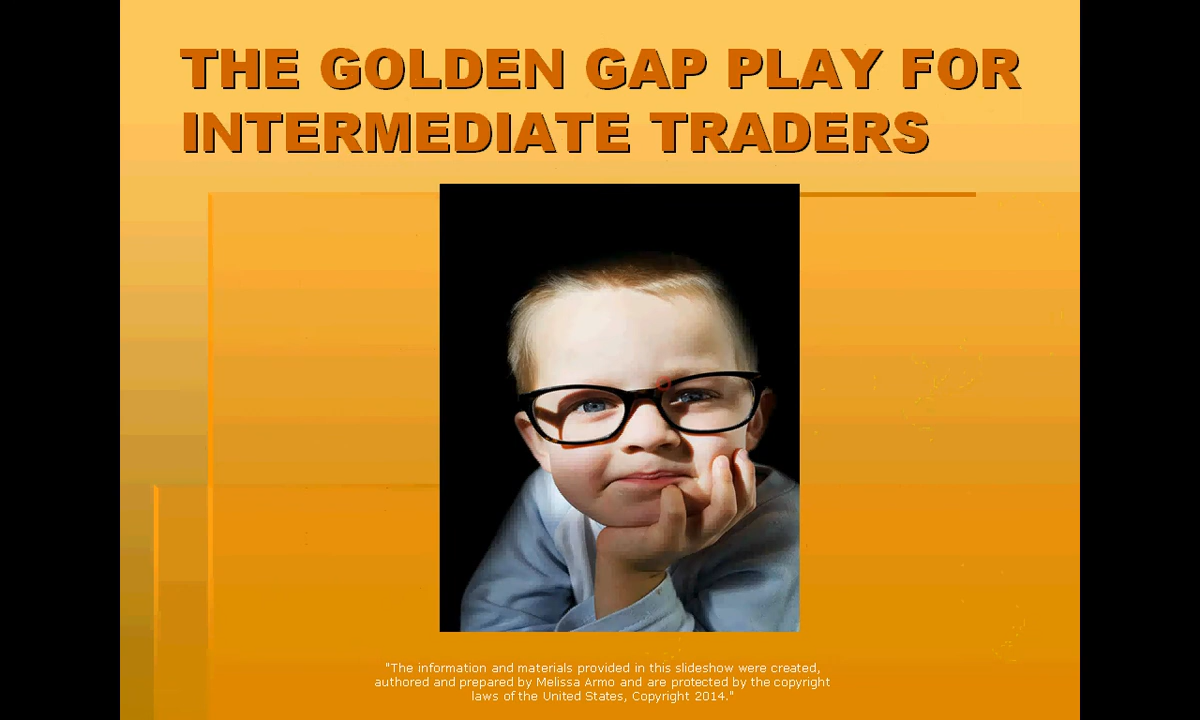 THE GOLDEN GAP PLAY FOR
INTERMEDIATE TRADERS
"The information and materials provided in this slideshow were created,
authored and prepared by Melissa Armo and are protected by the copyright
laws of the United States, Copyright 2014."